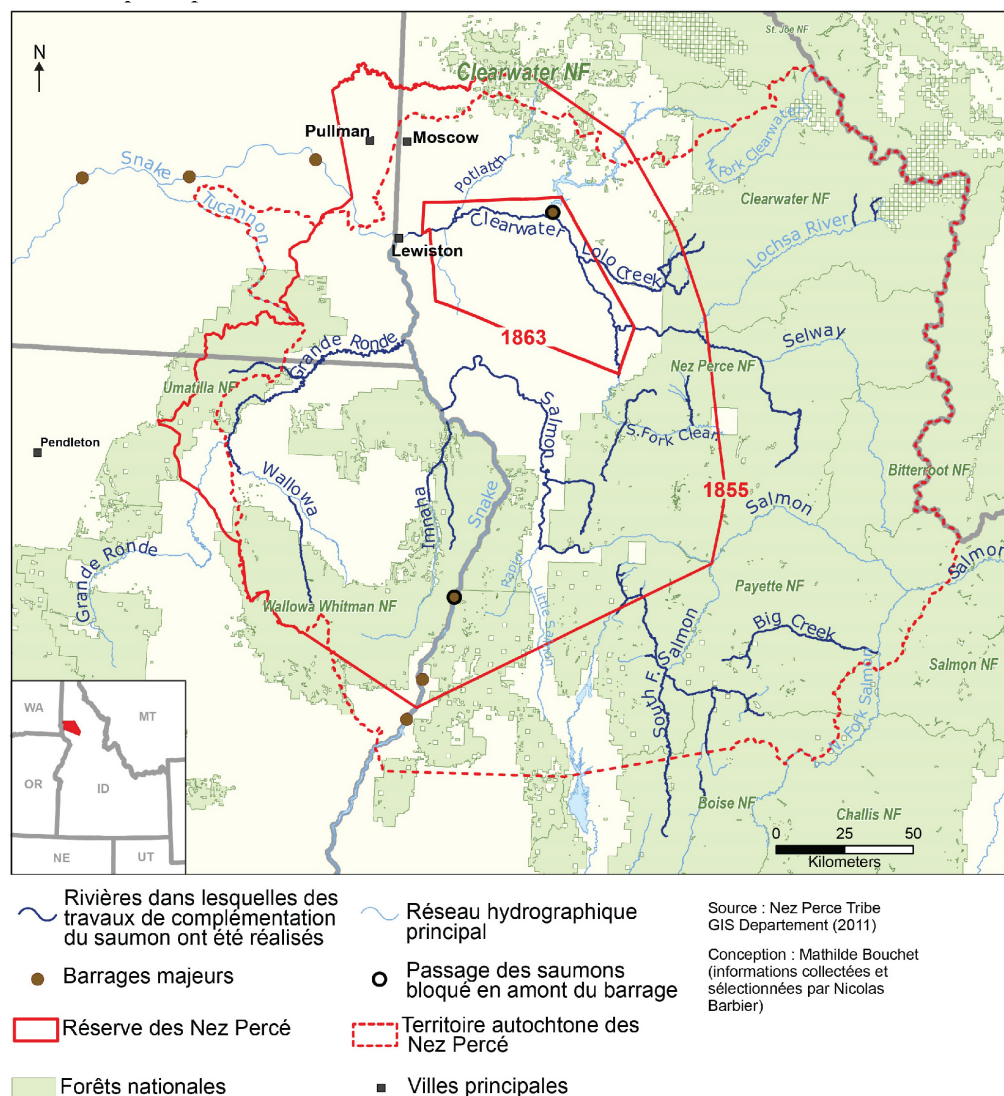 N
St. Joe NF
Clearwater NF
Pullman
Moscow
Snake
Tucannon
Potlatch
N. Fork Clearwater
Clearwater NF
Clearwater
Lewiston
Lolo Creek
Lochsa River
1863
Grande Ronde
Selway
Umatilla NF
Nez Perce NF
Pendleton
Salmon
S.Fork Clear.
Bitterroot NF
Wallowa
Imnaha
Snake
1855
Salmon
Grande Ronde
Rapid
Salmon
Wallowa Whitman NF
Little Salmon
Payette NF
Big Creek
South F. Salmon
Salmon NF
WA
MT
OR
ID
NE
UT
Boise NF
Challis NF
0 25 50
Kilometers
Rivières dans lesquelles des
travaux de complémentation
du saumon ont été réalisés
Réseau hydrographique
principal
Source : Nez Perce Tribe
GIS Departement (2011)
Barrages majeurs
Passage des saumons
bloqué en amont du barrage
Conception : Mathilde Bouchet
(informations collectées et
sélectionnées par Nicolas
Barbier)
Réserve des Nez Percé
Territoire autochtone des
Nez Percé
Forêts nationales
Villes principales